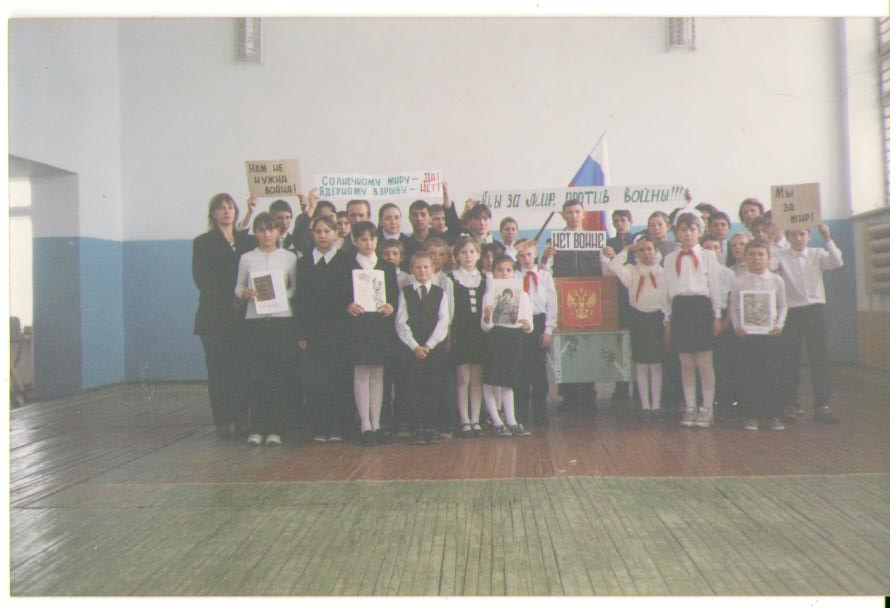 НАМ НЕ
НУЖНА
ВОЙНА!
СОЛНЕЧНОМУ МИРУ — ДА!
ЯДЕРНОМУ ВЗРЫВУ — НЕТ!
МЫ ЗА МИР, ПРОТИВ ВОЙНЫ!!!
НЕТ ВОЙНЕ
МЫ
ЗА
МИР!